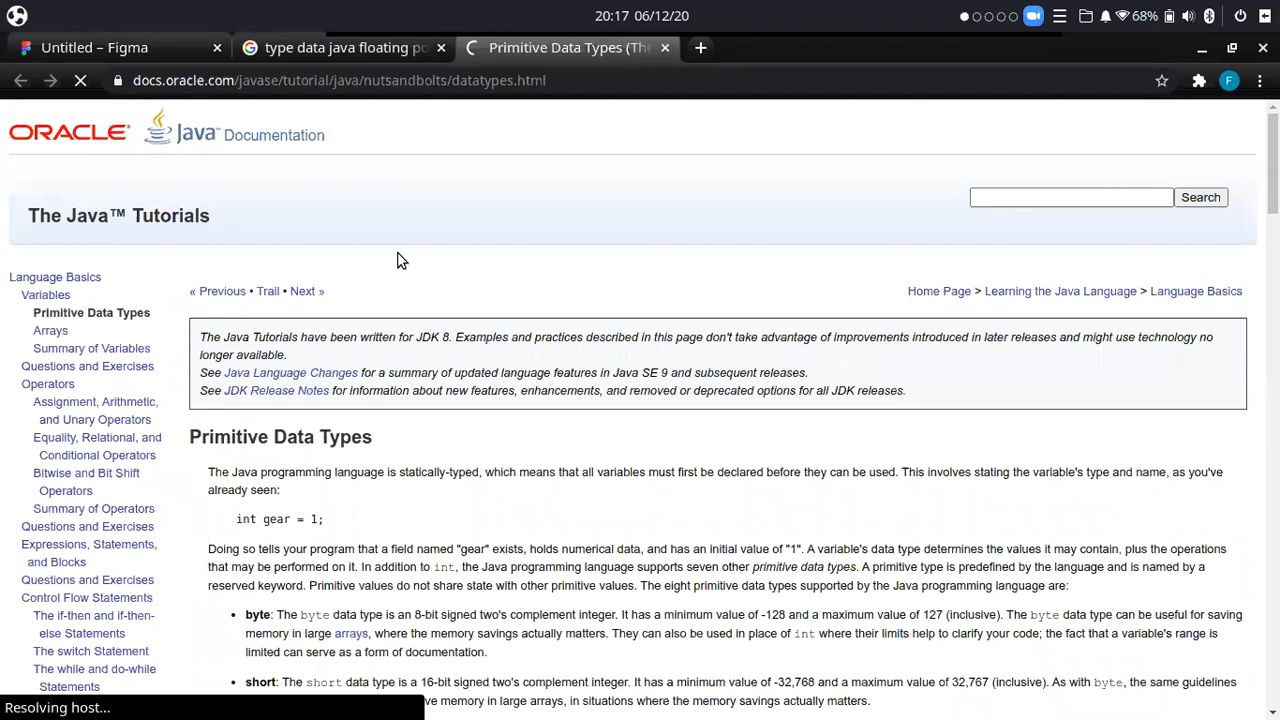 20:17 06/12/20
68%
Untitled – Figma
type data java floating po
Primitive Data Types (The
docs.oracle.com/javase/tutorial/java/nutsandbolts/datatypes.html
F
ORACLE Java™ Documentation
The Java™ Tutorials
Search
Language Basics
Variables
Primitive Data Types
Arrays
Summary of Variables
Questions and Exercises
Operators
Assignment, Arithmetic,
and Unary Operators
Equality, Relational, and
Conditional Operators
Bitwise and Bit Shift
Operators
Summary of Operators
Questions and Exercises
Expressions, Statements,
and Blocks
Questions and Exercises
Control Flow Statements
The if-then and if-then-
else Statements
The switch Statement
The while and do-while
Statements
« Previous • Trail • Next »
Home Page > Learning the Java Language > Language Basics
The Java Tutorials have been written for JDK 8. Examples and practices described in this page don't take advantage of improvements introduced in later releases and might use technology no
longer available.
See Java Language Changes for a summary of updated language features in Java SE 9 and subsequent releases.
See JDK Release Notes for information about new features, enhancements, and removed or deprecated options for all JDK releases.
Primitive Data Types
The Java programming language is statically-typed, which means that all variables must first be declared before they can be used. This involves stating the variable's type and name, as you've
already seen:
int gear = 1;
Doing so tells your program that a field named "gear" exists, holds numerical data, and has an initial value of "1". A variable's data type determines the values it may contain, plus the operations
that may be performed on it. In addition to int, the Java programming language supports seven other primitive data types. A primitive type is predefined by the language and is named by a
reserved keyword. Primitive values do not share state with other primitive values. The eight primitive data types supported by the Java programming language are:
• byte: The byte data type is an 8-bit signed two's complement integer. It has a minimum value of -128 and a maximum value of 127 (inclusive). The byte data type can be useful for saving
memory in large arrays, where the memory savings actually matters. They can also be used in place of int where their limits help to clarify your code; the fact that a variable's range is
limited can serve as a form of documentation.
• short: The short data type is a 16-bit signed two's complement integer. It has a minimum value of -32,768 and a maximum value of 32,767 (inclusive). As with byte, the same guidelines
ve memory in large arrays, in situations where the memory savings actually matters.
Resolving host...